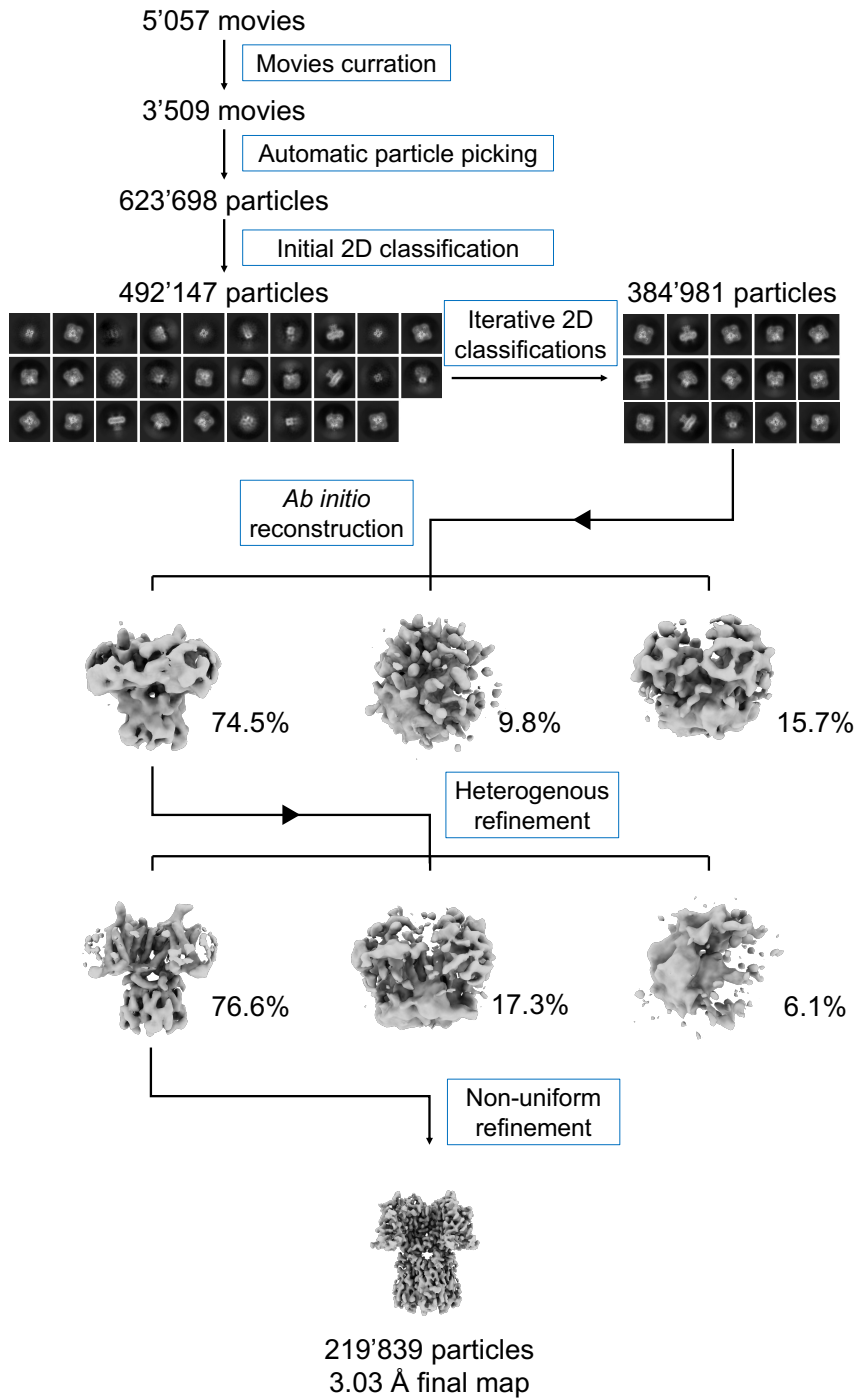 5'057 movies
Movies curration
3'509 movies
Automatic particle picking
623'698 particles
Initial 2D classification
492'147 particles
384'981 particles
Iterative 2D
classifications
Ab initio
reconstruction
74.5%
9.8%
15.7%
Heterogenous
refinement
76.6%
17.3%
6.1%
Non-uniform
refinement
219'839 particles
3.03 Å final map